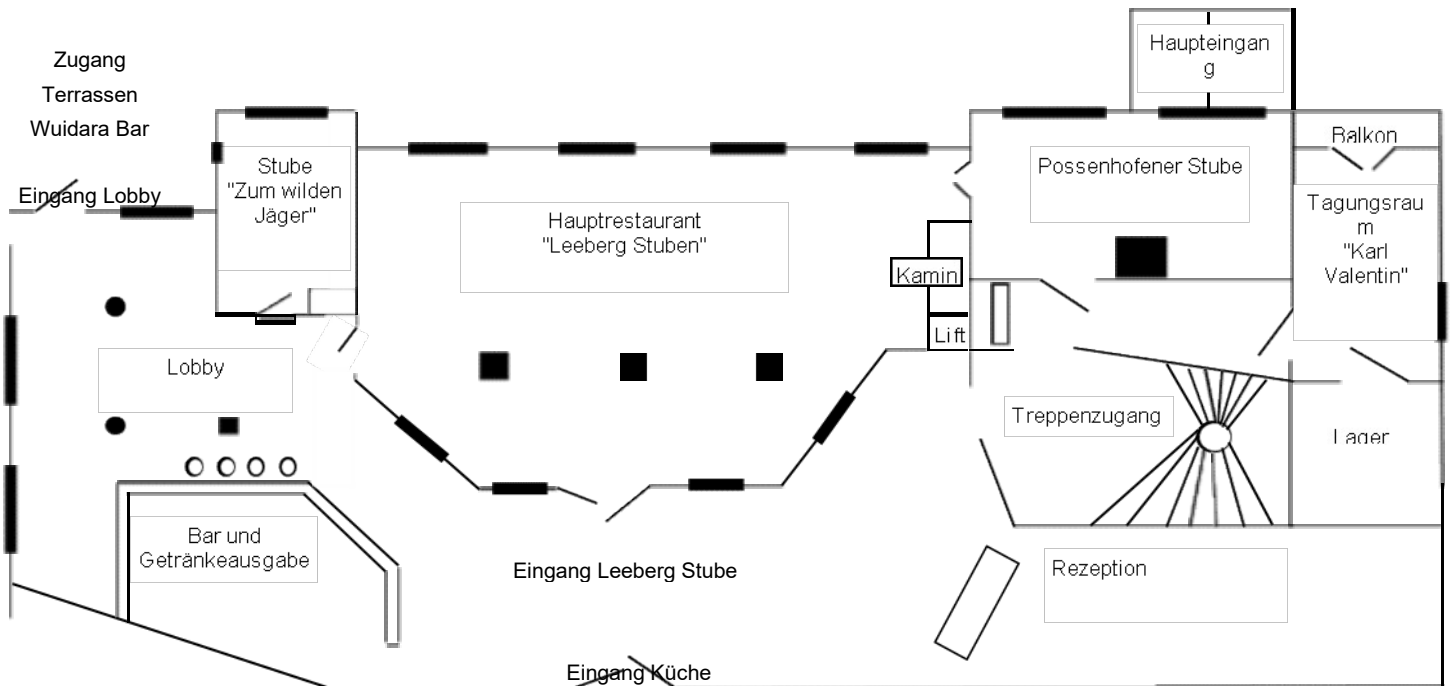 Haupteingan
g
Zugang
Terrassen
Wuidara Bar
Balkon
Stube
"Zum wilden
Jäger"
Possenhofener Stube
Eingang Lobby
Tagungsrau
m
"Karl
Valentin"
Hauptrestaurant
"Leeberg Stuben"
Kamin
Lift
Lobby
Treppenzugang
Lager
Bar und
Getränkeausgabe
Eingang Leeberg Stube
Rezeption
Eingang Küche